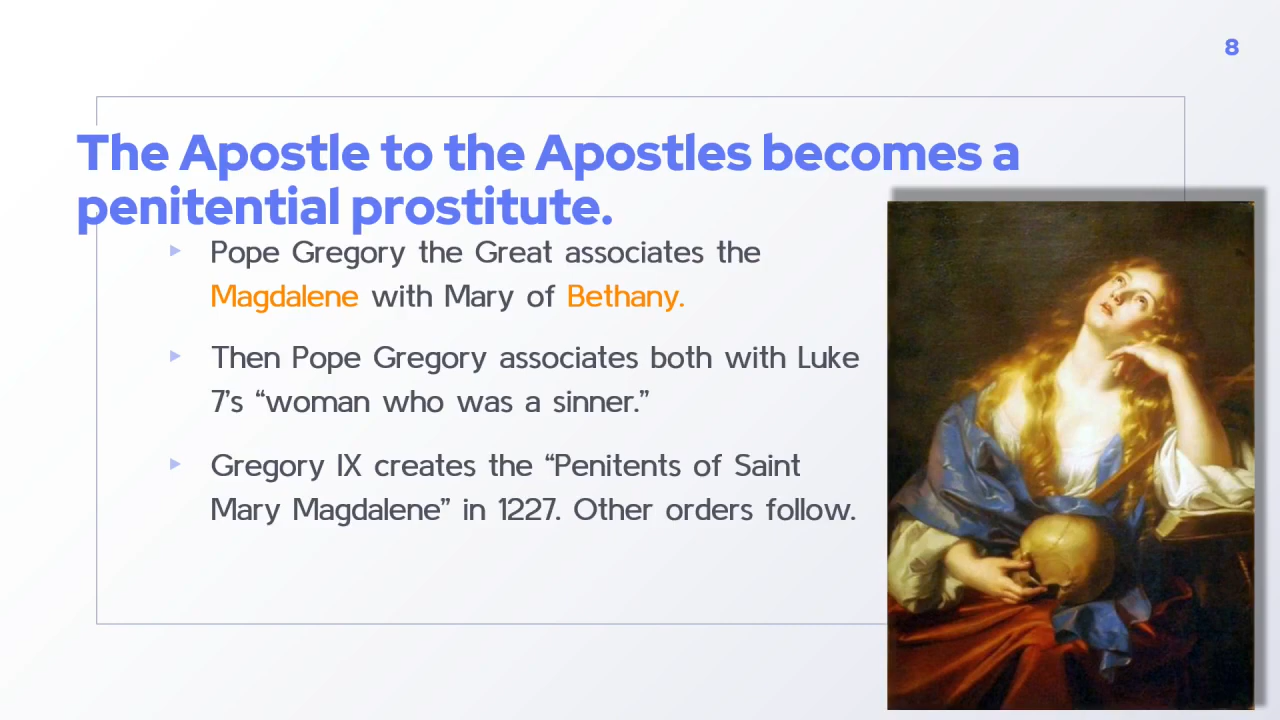 8
The Apostle to the Apostles becomes a
penitential prostitute.
Pope Gregory the Great associates the
Magdalene with Mary of Bethany.
Then Pope Gregory associates both with Luke
7’s “woman who was a sinner.”
Gregory IX creates the “Penitents of Saint
Mary Magdalene” in 1227. Other orders follow.